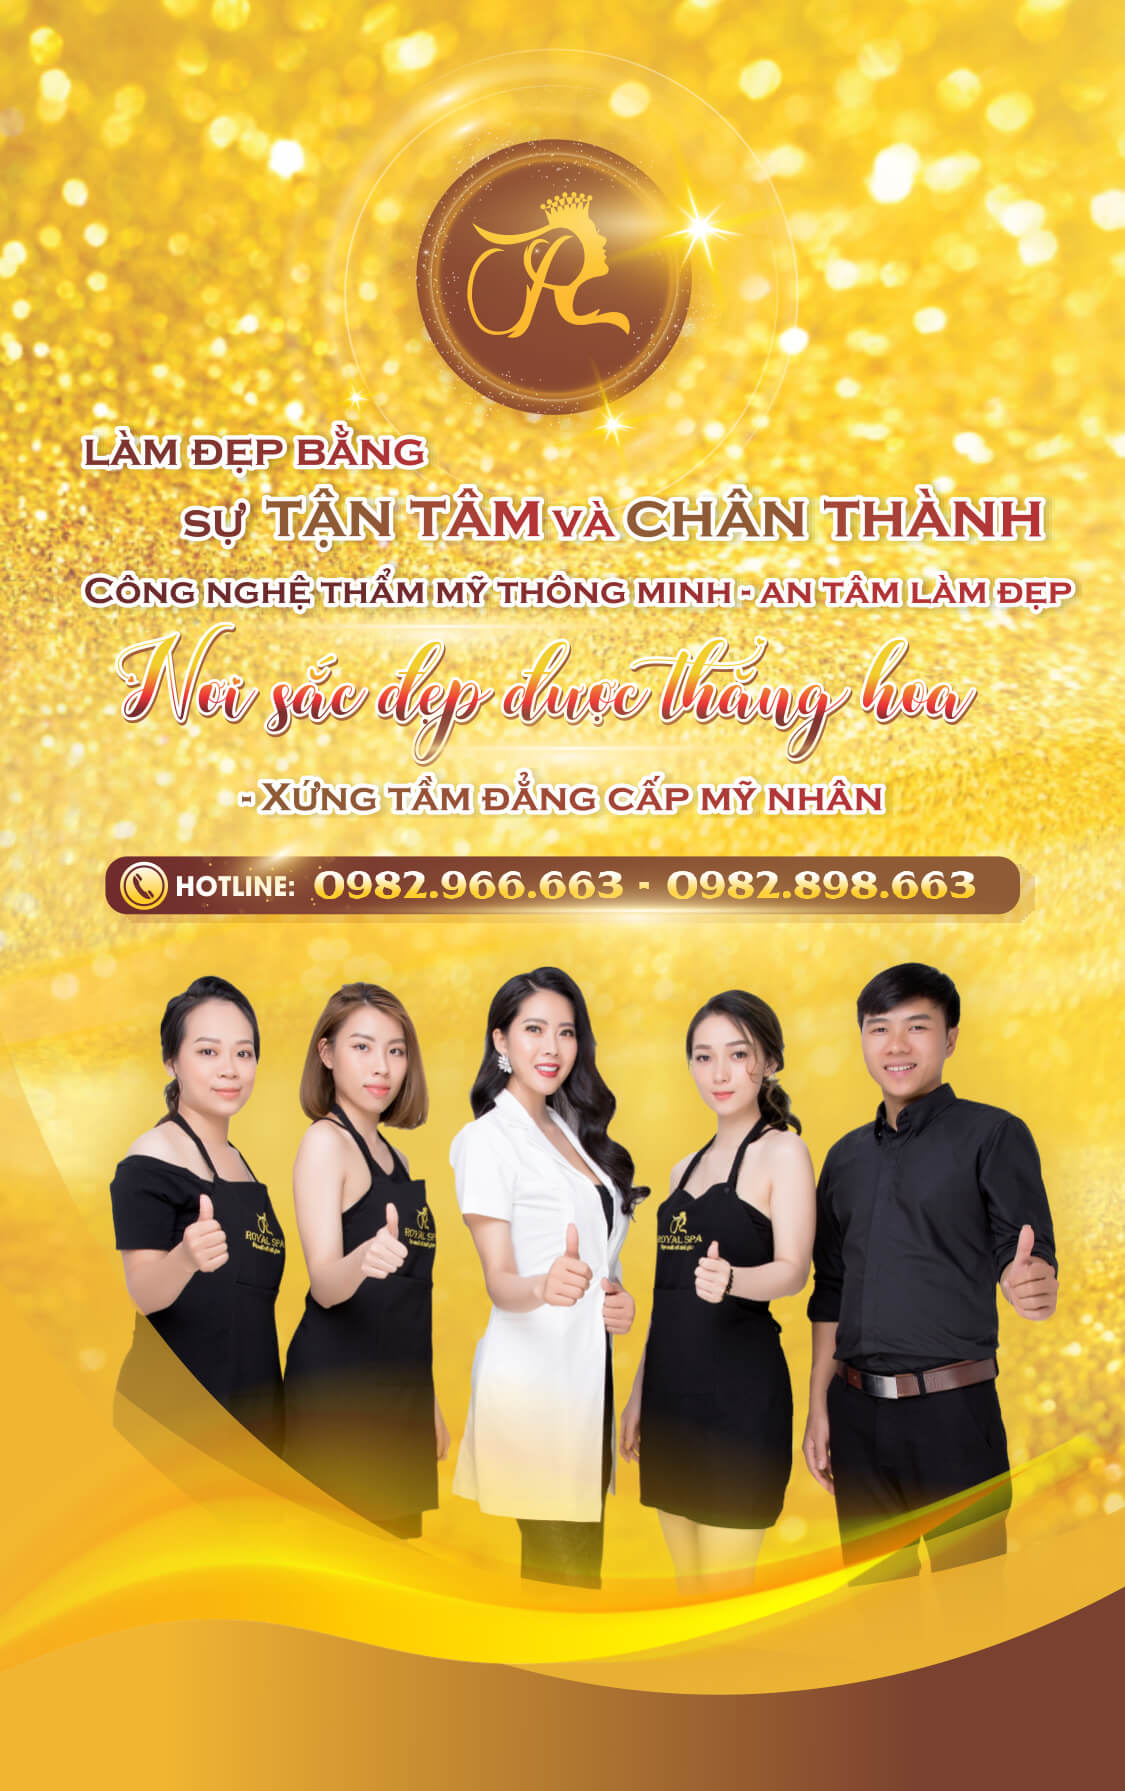 LÀM ĐẸP BẰNG
SỰ TẬN TÂM VÀ CHÂN THÀNH
CÔNG NGHỆ THẨM MỸ THÔNG MINH - AN TÂM LÀM ĐẸP
Nơi sắc đẹp được thăng hoa
- XỨNG TẦM ĐẲNG CẤP MỸ NHÂN
HOTLINE: 0982.966.663 - 0982.898.663
ROYAL SPA
ROYAL SPA
ROYAL SPA